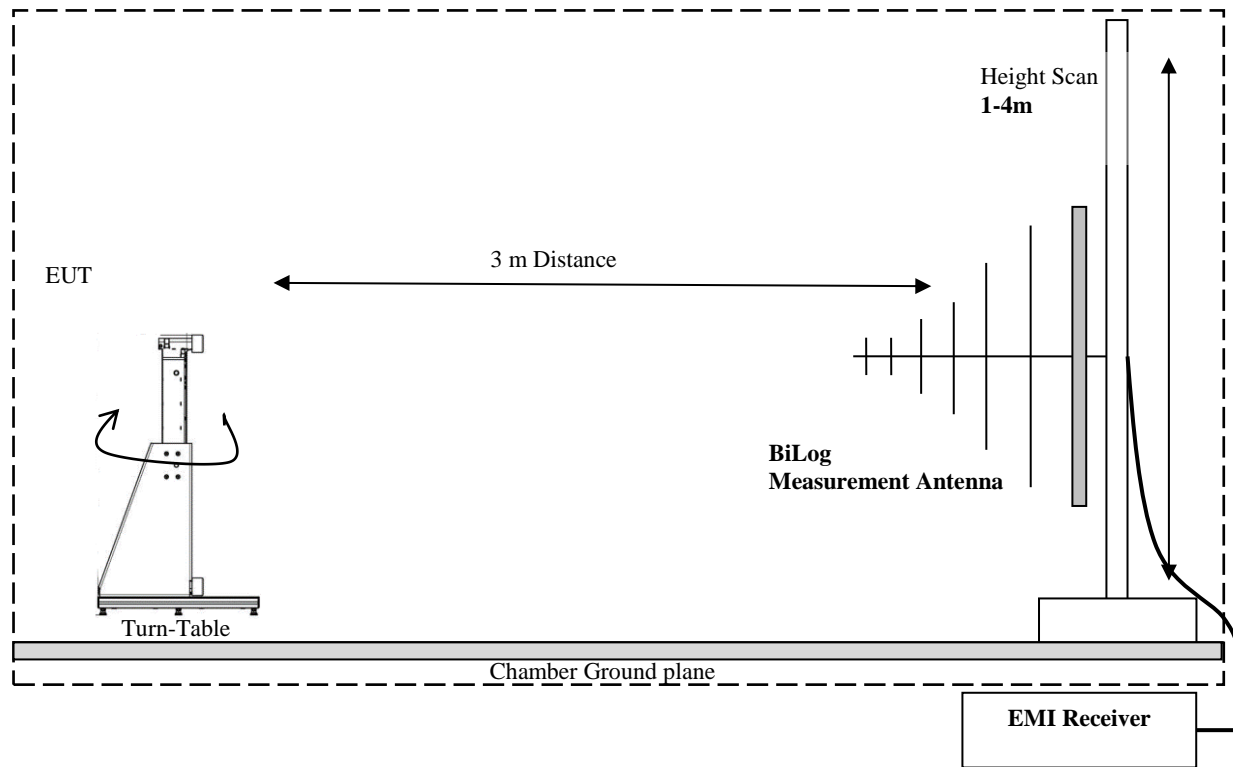 Height Scan
1-4m
3 m Distance
EUT
BiLog
Measurement Antenna
Turn-Table
Chamber Ground plane
EMI Receiver